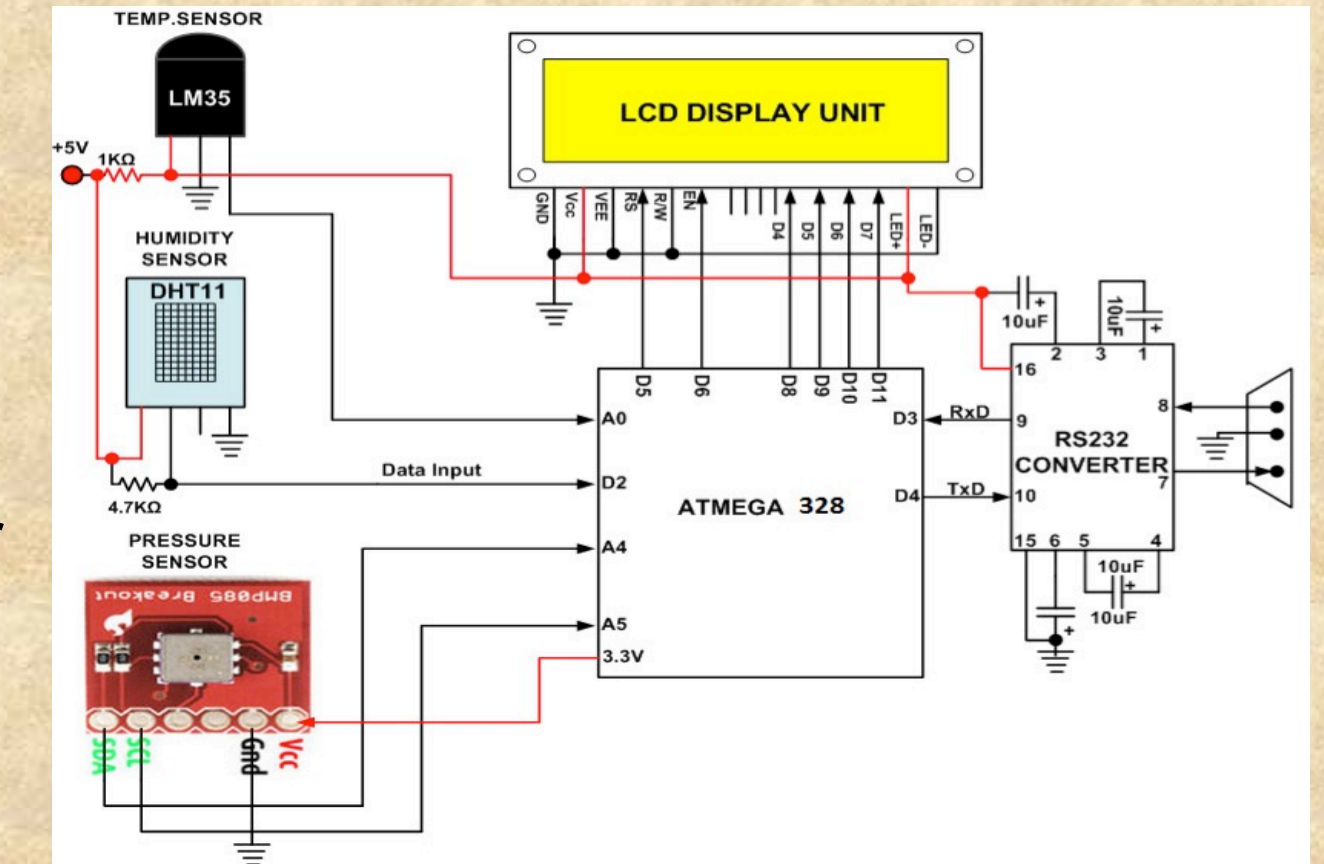 TEMP.SENSOR
LM35
+5V
1KΩ
LCD DISPLAY UNIT
GND
Vcc
VEE
RS
R/W
EN
D4
D5
D6
D7
LED+
LED-
HUMIDITY
SENSOR
DHT11
4.7KΩ
Data Input
PRESSURE
SENSOR
BMP085 Breakout
SDA
SCL
Gnd
Vcc
D5
D6
D8
D9
D10
D11
A0
D2
A4
A5
3.3V
D3
D4
ATMEGA 328
RxD
TxD
+
10uF
10uF
+
2
3
1
16
9
10
8
7
RS232
CONVERTER
15
6
5
4
10uF
+
10uF
+